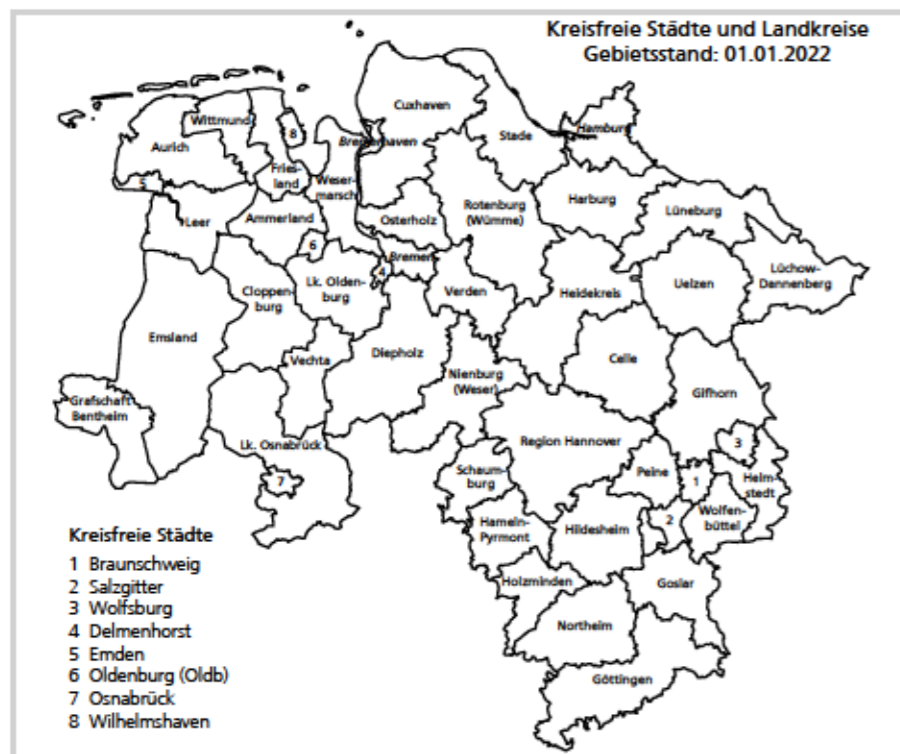 Kreisfreie Städte und Landkreise
Gebietsstand: 01.01.2022
Cuxhaven
Wittmund
Aurich
8
Bremerhaven
Stade
Hamburg
Fries-
land
Weser-
marsch
5
Leer
Ammerland
Osterholz
Rotenburg
(Wümme)
Harburg
Lüneburg
6
Bremen
4
Lk. Olden-
burg
Cloppen-
burg
Verden
Heidekreis
Uelzen
Lüchow-
Dannenberg
Emsland
Vechta
Diepholz
Nienburg
(Weser)
Celle
Gifhorn
Grafschaft
Bentheim
Lk. Osnabrück
Region Hannover
3
7
Schaum-
burg
Peine
1
Helm-
stedt
2
Wolfen-
büttel
Hameln-
Pyrmont
Hildesheim
Holzminden
Goslar
Northeim
Göttingen
Kreisfreie Städte
1 Braunschweig
2 Salzgitter
3 Wolfsburg
4 Delmenhorst
5 Emden
6 Oldenburg (Oldb)
7 Osnabrück
8 Wilhelmshaven